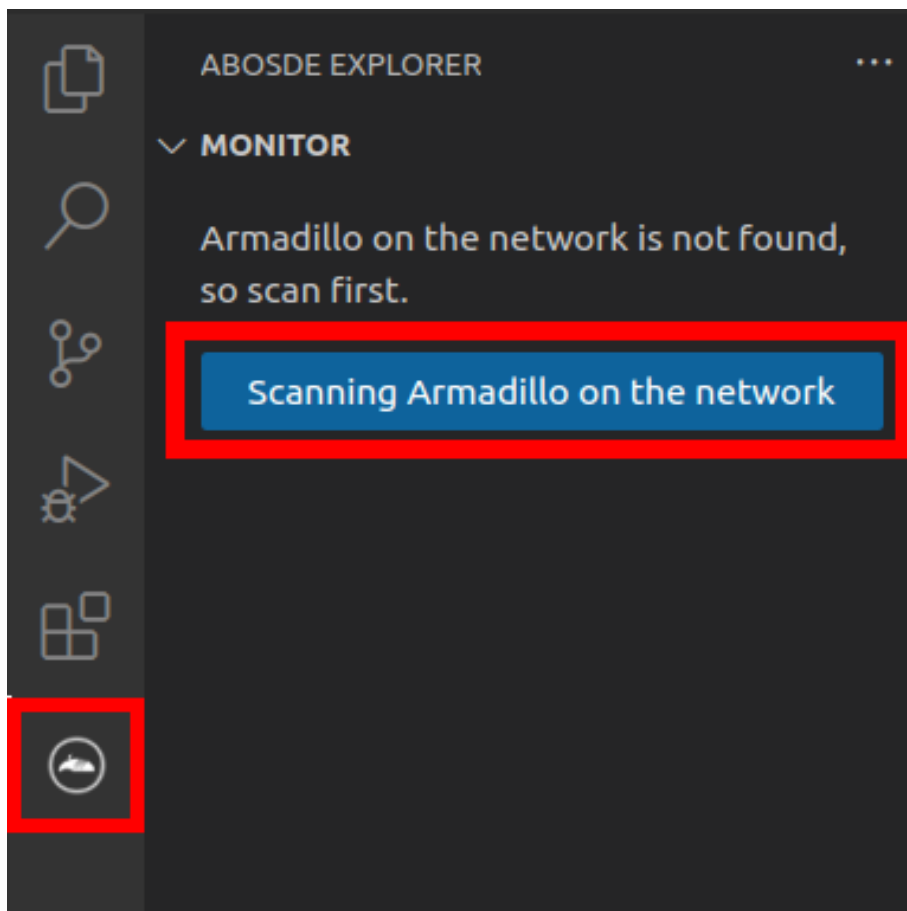 ABOSDE EXPLORER
MONITOR
Armadillo on the network is not found,
so scan first.
Scanning Armadillo on the network